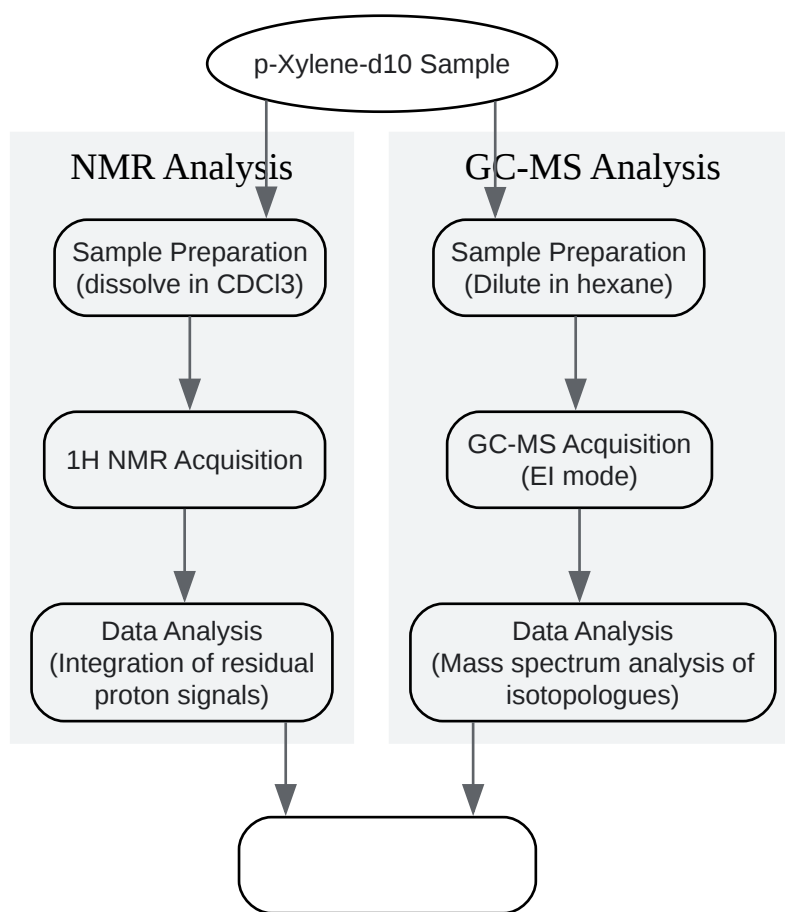 p-Xylene-d10 Sample
NMR Analysis
Sample Preparation
(dissolve in CDCl3)
1H NMR Acquisition
Data Analysis
(Integration of residual
proton signals)
GC-MS Analysis
Sample Preparation
(Dilute in hexane)
GC-MS Acquisition
(EI mode)
Data Analysis
(Mass spectrum analysis of
isotopologues)